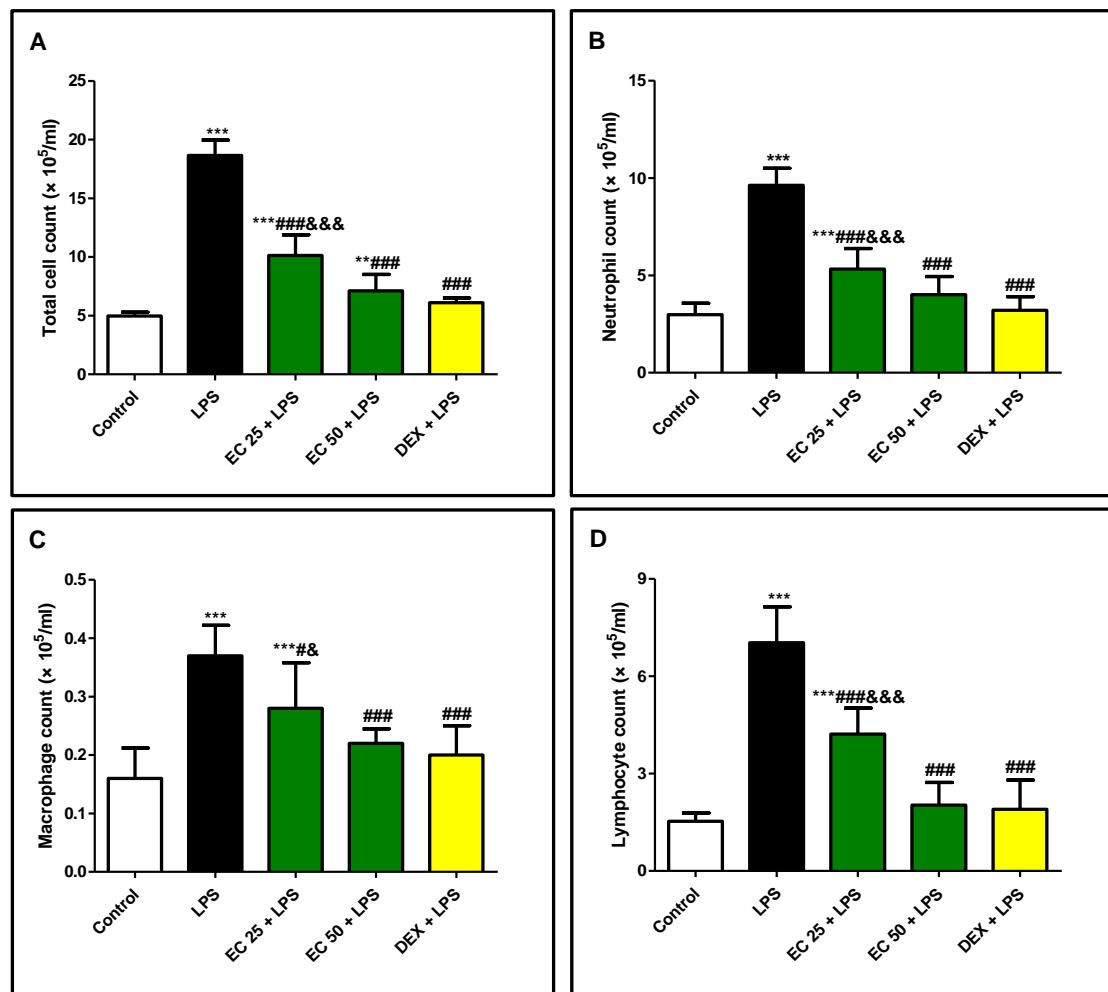 A
Total cell count (× 10⁵/ml)
25
20
15
10
5
0
***
***###&&&
**###
###
Control
LPS
EC 25 + LPS
EC 50 + LPS
DEX + LPS
B
Neutrophil count (× 10⁵/ml)
15
10
5
0
***
***###&&&
###
###
Control
LPS
EC 25 + LPS
EC 50 + LPS
DEX + LPS
C
Macrophage count (× 10⁵/ml)
0.5
0.4
0.3
0.2
0.1
0.0
***
***#&
###
###
Control
LPS
EC 25 + LPS
EC 50 + LPS
DEX + LPS
D
Lymphocyte count (× 10⁵/ml)
9
6
3
0
***
***###&&&
###
###
Control
LPS
EC 25 + LPS
EC 50 + LPS
DEX + LPS